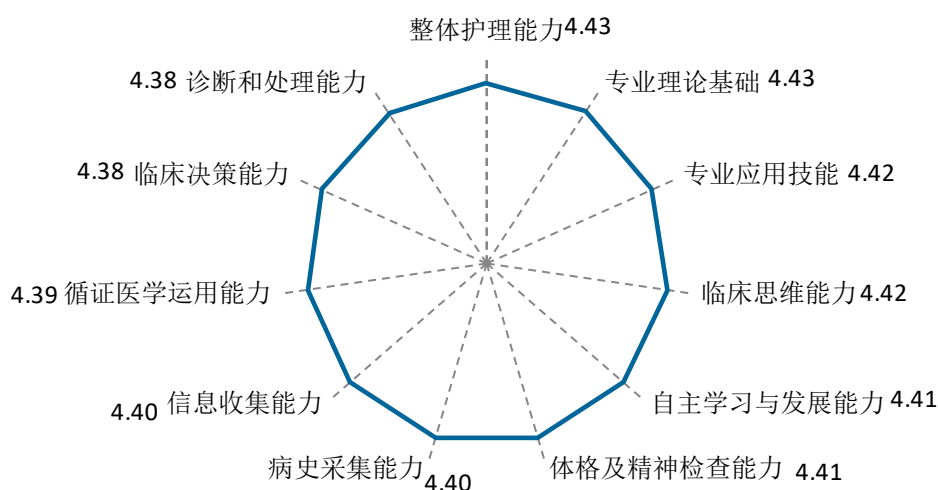 整体护理能力4.43
4.38 诊断和处理能力
专业理论基础 4.43
4.38 临床决策能力
专业应用技能 4.42
4.39 循证医学运用能力
临床思维能力 4.42
4.40 信息收集能力
自主学习与发展能力 4.41
病史采集能力 4.40
体格及精神检查能力 4.41